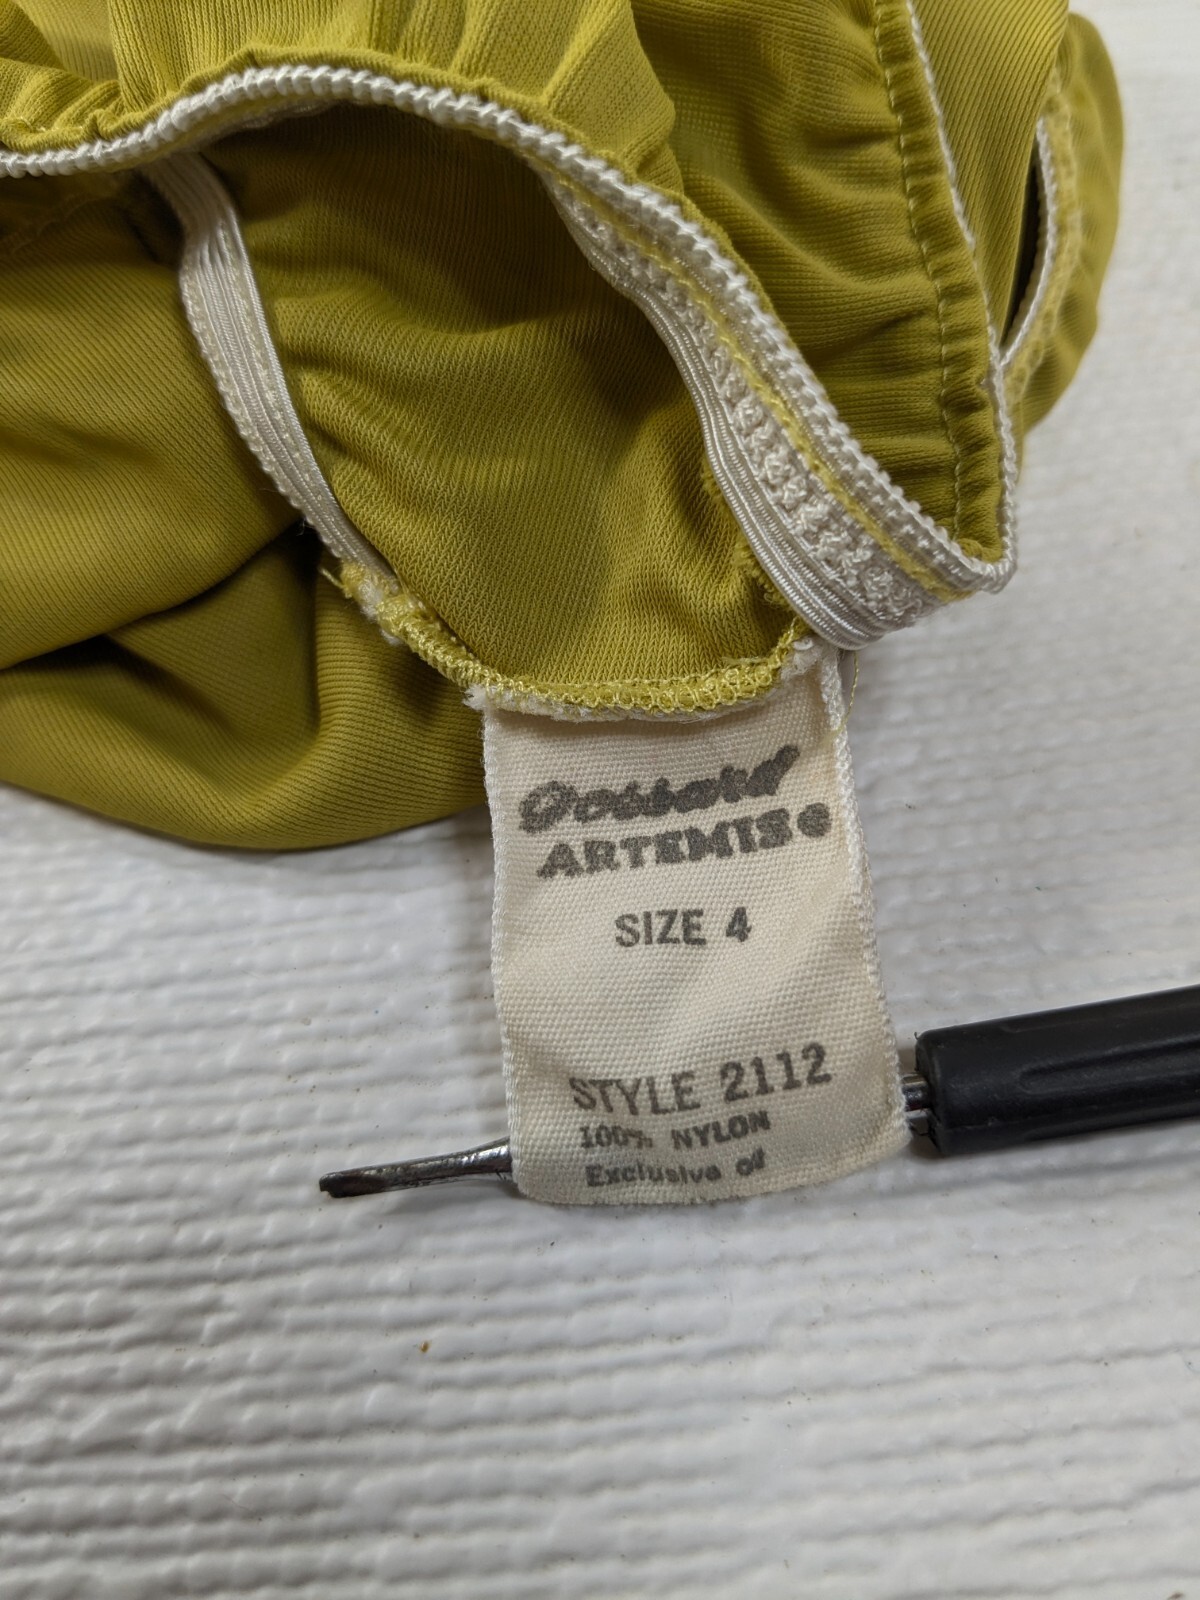 Gossard
ARTEMIS®
SIZE 4
STYLE 2112
100% NYLON
Exclusive of